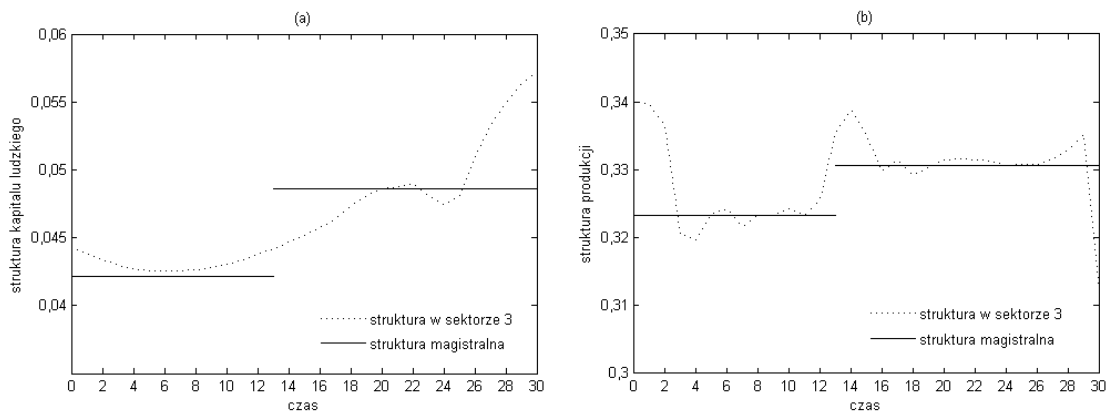 (a)
0,06
0,055
0,05
0,045
0,04
struktura kapitału ludzkiego
struktura w sektorze 3
struktura magistralna
0 2 4 6 8 10 12 14 16 18 20 22 24 26 28 30
czas
(b)
0,35
0,34
0,33
0,32
0,31
0,3
struktura produkcji
struktura w sektorze 3
struktura magistralna
0 2 4 6 8 10 12 14 16 18 20 22 24 26 28 30
czas